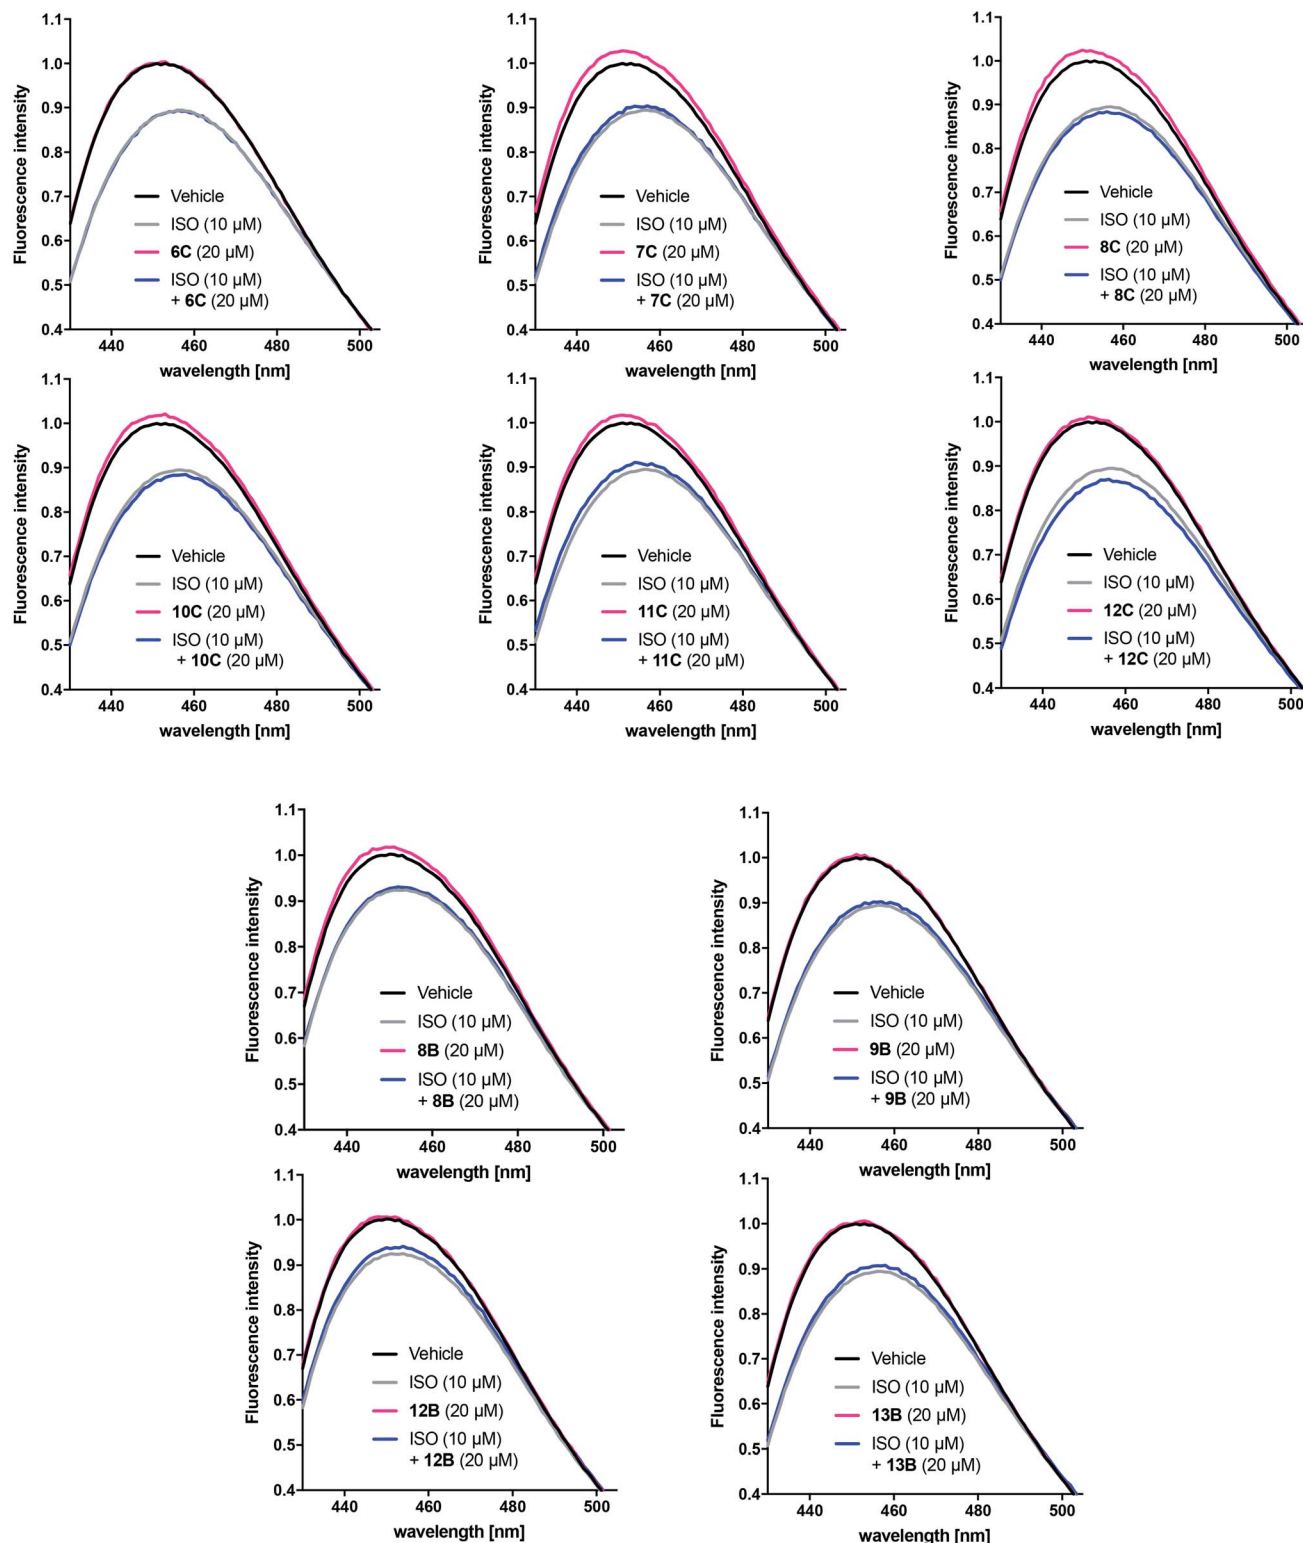 1.1
1.0
0.9
0.8
0.7
0.6
0.5
0.4
Fluorescence intensity
Vehicle
ISO (10 µM)
6C (20 µM)
ISO (10 µM)
+ 6C (20 µM)
440 460 480 500
wavelength [nm]
1.1
1.0
0.9
0.8
0.7
0.6
0.5
0.4
Fluorescence intensity
Vehicle
ISO (10 µM)
7C (20 µM)
ISO (10 µM)
+ 7C (20 µM)
440 460 480 500
wavelength [nm]
1.1
1.0
0.9
0.8
0.7
0.6
0.5
0.4
Fluorescence intensity
Vehicle
ISO (10 µM)
8C (20 µM)
ISO (10 µM)
+ 8C (20 µM)
440 460 480 500
wavelength [nm]
1.1
1.0
0.9
0.8
0.7
0.6
0.5
0.4
Fluorescence intensity
Vehicle
ISO (10 µM)
10C (20 µM)
ISO (10 µM)
+ 10C (20 µM)
440 460 480 500
wavelength [nm]
1.1
1.0
0.9
0.8
0.7
0.6
0.5
0.4
Fluorescence intensity
Vehicle
ISO (10 µM)
11C (20 µM)
ISO (10 µM)
+ 11C (20 µM)
440 460 480 500
wavelength [nm]
1.1
1.0
0.9
0.8
0.7
0.6
0.5
0.4
Fluorescence intensity
Vehicle
ISO (10 µM)
12C (20 µM)
ISO (10 µM)
+ 12C (20 µM)
440 460 480 500
wavelength [nm]
1.1
1.0
0.9
0.8
0.7
0.6
0.5
0.4
Fluorescence intensity
Vehicle
ISO (10 µM)
8B (20 µM)
ISO (10 µM)
+ 8B (20 µM)
440 460 480 500
wavelength [nm]
1.1
1.0
0.9
0.8
0.7
0.6
0.5
0.4
Fluorescence intensity
Vehicle
ISO (10 µM)
9B (20 µM)
ISO (10 µM)
+ 9B (20 µM)
440 460 480 500
wavelength [nm]
1.1
1.0
0.9
0.8
0.7
0.6
0.5
0.4
Fluorescence intensity
Vehicle
ISO (10 µM)
12B (20 µM)
ISO (10 µM)
+ 12B (20 µM)
440 460 480 500
wavelength [nm]
1.1
1.0
0.9
0.8
0.7
0.6
0.5
0.4
Fluorescence intensity
Vehicle
ISO (10 µM)
13B (20 µM)
ISO (10 µM)
+ 13B (20 µM)
440 460 480 500
wavelength [nm]